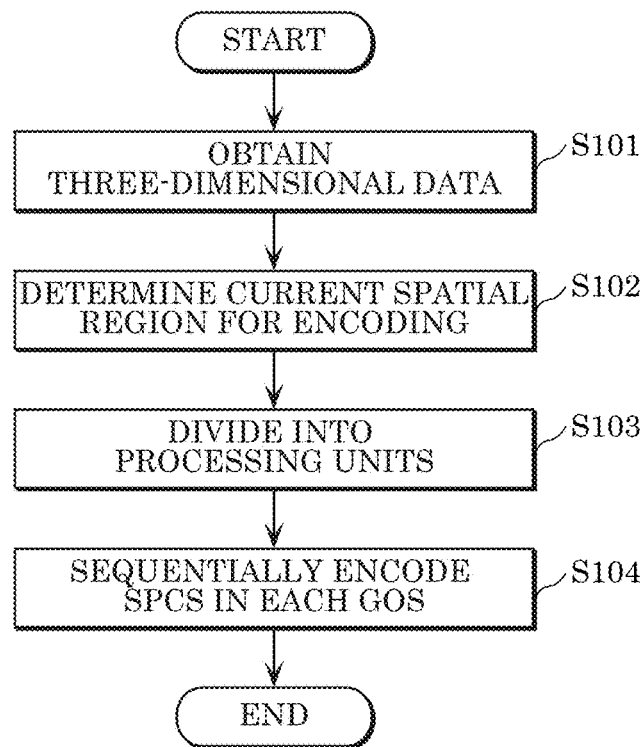 START
OBTAIN
THREE-DIMENSIONAL DATA
S101
DETERMINE CURRENT SPATIAL
REGION FOR ENCODING
S102
DIVIDE INTO
PROCESSING UNITS
S103
SEQUENTIALLY ENCODE
SPCS IN EACH GOS
S104
END